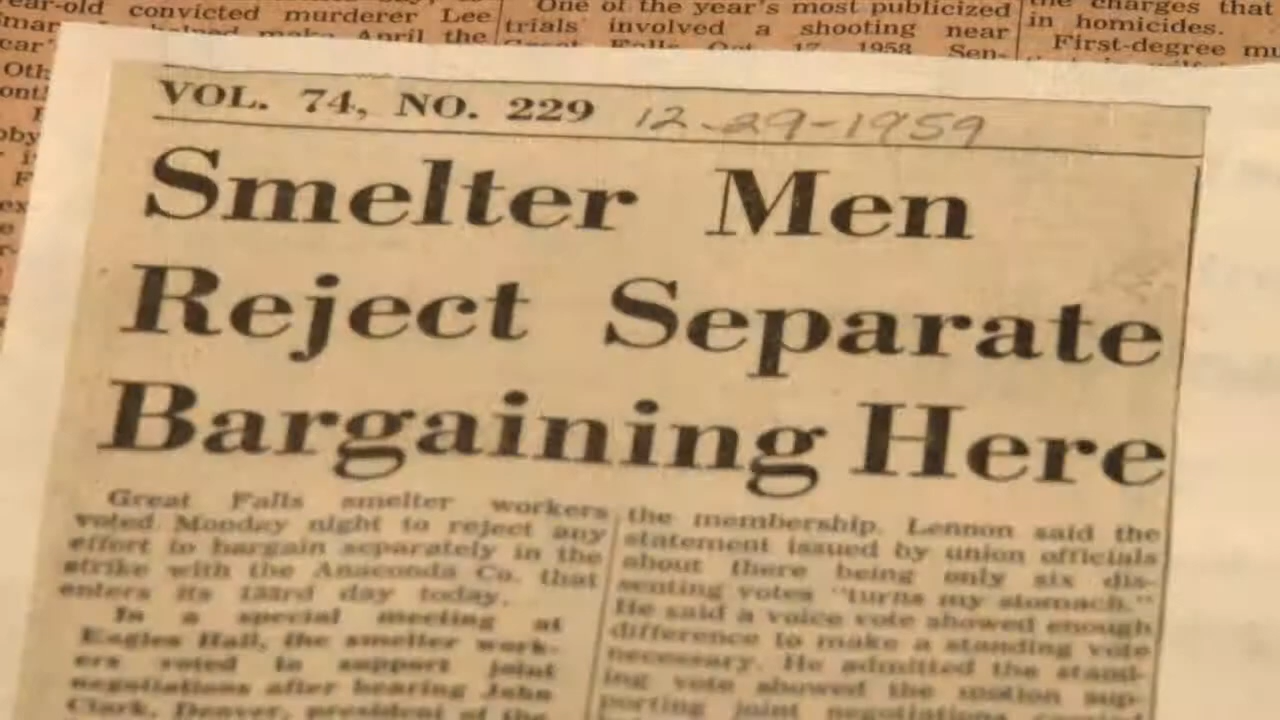 ear-old convicted murderer Lee
helped make April the
One of the year's most publicized
trials involved a shooting near
Great Falls Oct. 17, 1958. Sen-
the charges that
in homicides.
First-degree mu
VOL. 74, NO. 229 12-29-1959
Smelter Men
Reject Separate
Bargaining Here
Great Falls smelter workers
voted Monday night to reject any
effort to bargain separately in the
strike with the Anaconda Co. that
enters its 133rd day today.
In a special meeting at
Eagles Hall, the smelter work-
ers voted to support joint
negotiations after hearing John
Clark, Denver, president of the
the membership. Lennon said the
statement issued by union officials
about there being only six dis-
senting votes "turns my stomach."
He said a voice vote showed enough
difference to make a standing vote
necessary. He admitted the stand-
ing vote showed the motion sup-
porting joint negotiations